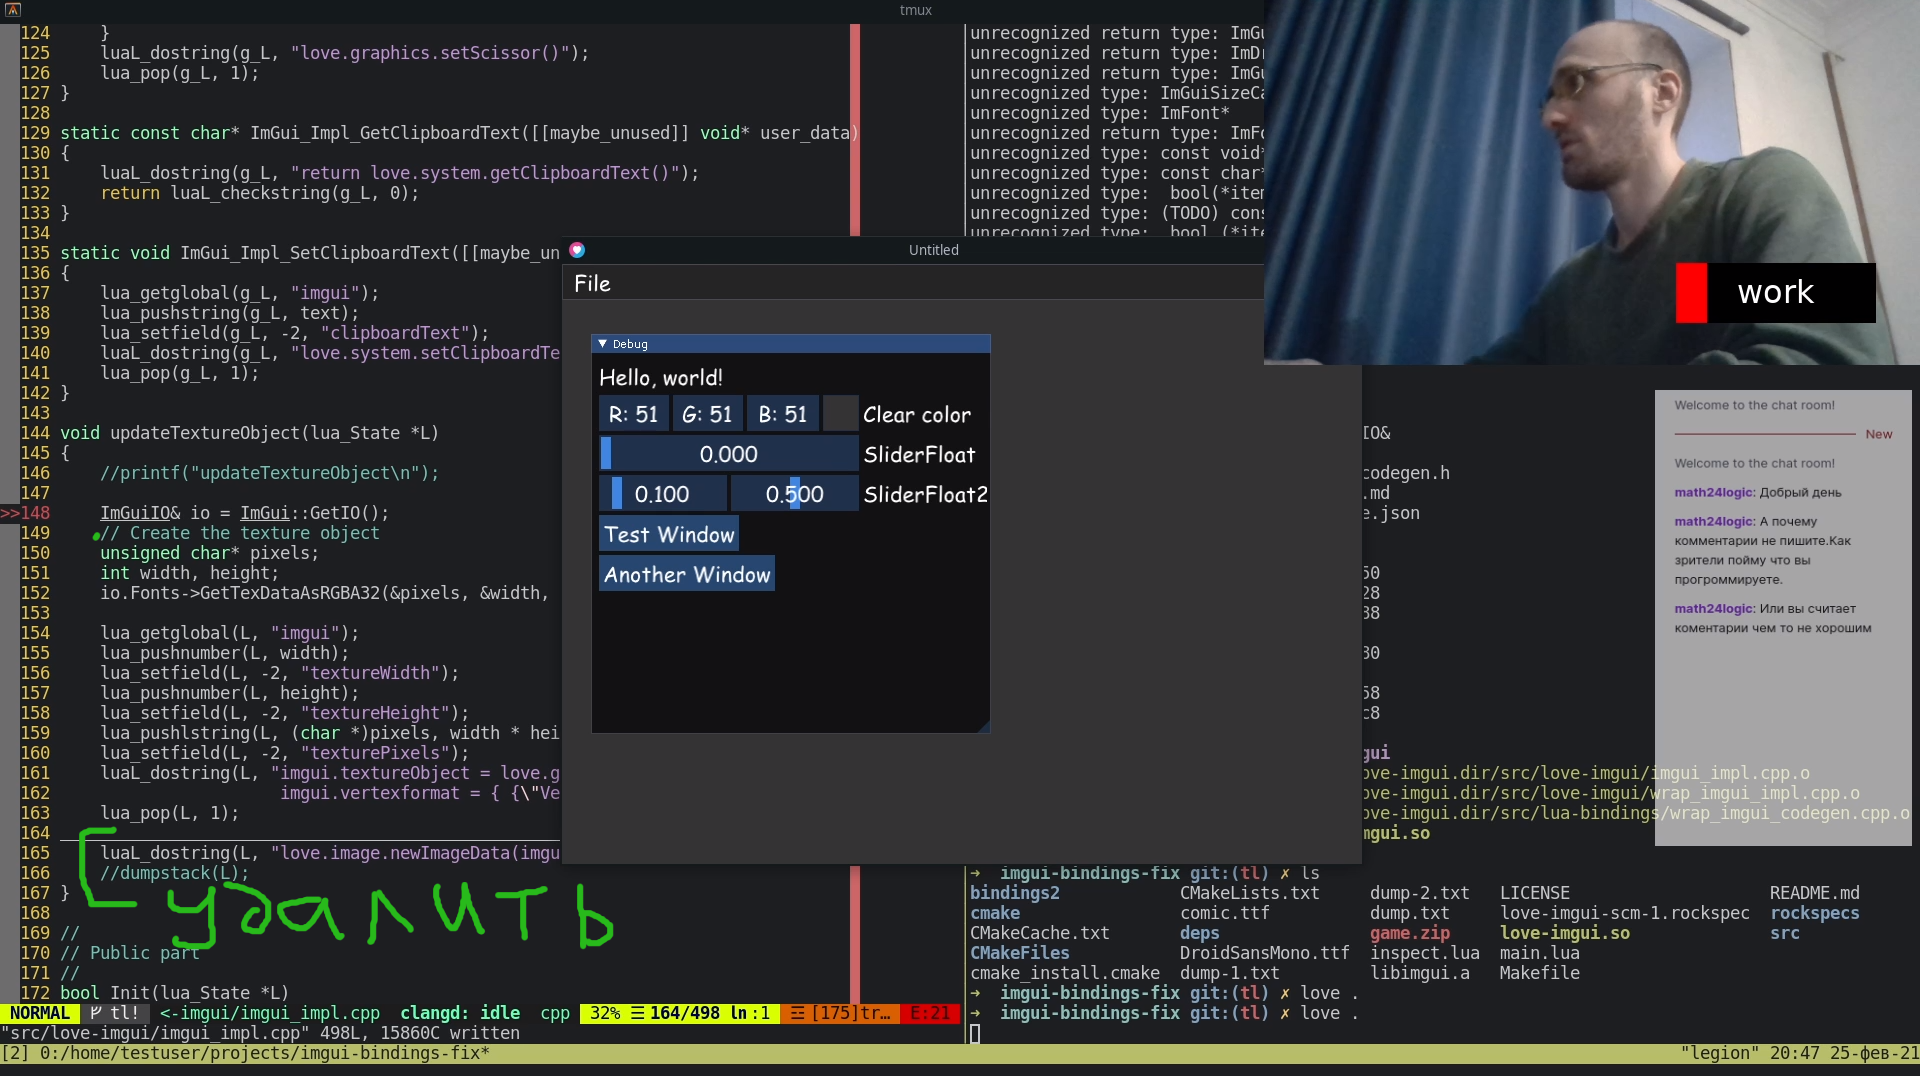 tmux
124     }
125     luaL_dostring(g_L, "love.graphics.setScissor()");
126     lua_pop(g_L, 1);
127 }
128
129 static const char* ImGui_Impl_GetClipboardText([[maybe_unused]] void* user_data)
130 {
131     luaL_dostring(g_L, "return love.system.getClipboardText()");
132     return luaL_checkstring(g_L, 0);
133 }
134
135 static void ImGui_Impl_SetClipboardText([[maybe_un
136 {
137     lua_getglobal(g_L, "imgui");
138     lua_pushstring(g_L, text);
139     lua_setfield(g_L, -2, "clipboardText");
140     luaL_dostring(g_L, "love.system.setClipboardTe
141     lua_pop(g_L, 1);
142 }
143
144 void updateTextureObject(lua_State *L)
145 {
146     //printf("updateTextureObject\n");
147
>>148     ImGuiIO& io = ImGui::GetIO();
149     // Create the texture object
150     unsigned char* pixels;
151     int width, height;
152     io.Fonts->GetTexDataAsRGBA32(&pixels, &width,
153
154     lua_getglobal(L, "imgui");
155     lua_pushnumber(L, width);
156     lua_setfield(L, -2, "textureWidth");
157     lua_pushnumber(L, height);
158     lua_setfield(L, -2, "textureHeight");
159     lua_pushlstring(L, (char *)pixels, width * hei
160     lua_setfield(L, -2, "texturePixels");
161     luaL_dostring(L, "imgui.textureObject = love.g
162                       imgui.vertexformat = { {\"Ve
163     lua_pop(L, 1);
164
165     luaL_dostring(L, "love.image.newImageData(imgu
166     //dumpstack(L);
167 }
168
169 //
170 // Public part
171 //
172 bool Init(lua_State *L)
удалить
NORMAL tl! <-imgui/imgui_impl.cpp clangd: idle cpp 32% ☰ 164/498 ln:1 ☲ [175]tr… E:21
"src/love-imgui/imgui_impl.cpp" 498L, 15860C written
[2] 0:/home/testuser/projects/imgui-bindings-fix*
"legion" 20:47 25-фев-21
unrecognized return type: ImGu
unrecognized return type: ImDr
unrecognized return type: ImGu
unrecognized type: ImGuiSizeCa
unrecognized type: ImFont*
unrecognized return type: ImFo
unrecognized type: const void*
unrecognized type: const char*
unrecognized type:  bool(*item
unrecognized type: (TODO) cons
unrecognized type:  bool (*ite
Untitled
File
Debug
Hello, world!
R: 51 G: 51 B: 51 Clear color
0.000 SliderFloat
0.100 0.500 SliderFloat2
Test Window
Another Window
work
IO&
codegen.h
.md
e.json
50
28
38
30
58
c8
gui
ove-imgui.dir/src/love-imgui/imgui_impl.cpp.o
ove-imgui.dir/src/love-imgui/wrap_imgui_impl.cpp.o
ove-imgui.dir/src/lua-bindings/wrap_imgui_codegen.cpp.o
mgui.so
Welcome to the chat room!
New
Welcome to the chat room!
math24logic: Добрый день
math24logic: А почему
комментарии не пишите.Как
зрители пойму что вы
прогроммируете.
math24logic: Или вы считает
коментарии чем то не хорошим
➜ imgui-bindings-fix git:(tl) ✗ ls
bindings2 CMakeLists.txt dump-2.txt LICENSE README.md
cmake comic.ttf dump.txt love-imgui-scm-1.rockspec rockspecs
CMakeCache.txt deps game.zip love-imgui.so src
CMakeFiles DroidSansMono.ttf inspect.lua main.lua
cmake_install.cmake dump-1.txt libimgui.a Makefile
➜ imgui-bindings-fix git:(tl) ✗ love .
➜ imgui-bindings-fix git:(tl) ✗ love .